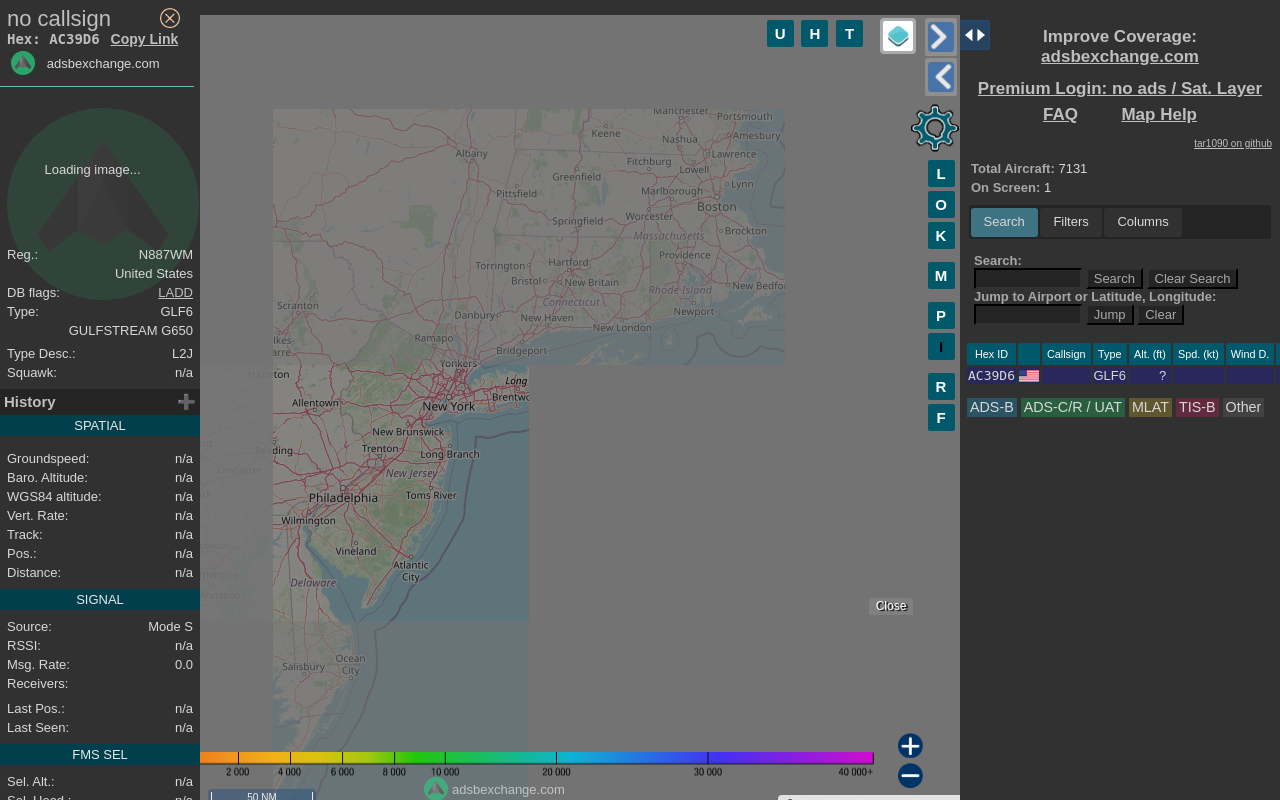 no callsign
Hex: AC39D6 Copy Link
adsbexchange.com
Loading image...
Reg.: N887WM
United States
DB flags: LADD
Type: GLF6
GULFSTREAM G650
Type Desc.: L2J
Squawk: n/a
History
SPATIAL
Groundspeed: n/a
Baro. Altitude: n/a
WGS84 altitude: n/a
Vert. Rate: n/a
Track: n/a
Pos.: n/a
Distance: n/a
SIGNAL
Source: Mode S
RSSI: n/a
Msg. Rate: 0.0
Receivers:
Last Pos.: n/a
Last Seen: n/a
FMS SEL
Sel. Alt.: n/a
Sel. Head.: n/a
U H T
L
O
K
M
P
I
R
F
Manchester
Portsmouth
Keene
Nashua
Amesbury
Albany
Fitchburg
Lawrence
Greenfield
Lowell
Pittsfield
Marlborough
Lynn
Worcester
Boston
Springfield
Massachusetts
Brockton
Torrington
Hartford
Providence
Bristol
New Britain
Rhode Island
New Bedfor
Scranton
Connecticut
Danbury
New Haven
New London
Newport
Ramapo
Bridgeport
Yonkers
Long
Allentown
New York
Brentwo
New Brunswick
Trenton
Long Branch
ding
Lancaster
New Jersey
Philadelphia
Toms River
Wilmington
Vineland
Atlantic
City
Delaware
Annapolis
Salisbury
Ocean
City
Close
2 000 4 000 6 000 8 000 10 000 20 000 30 000 40 000+
adsbexchange.com
50 NM
Improve Coverage:
adsbexchange.com
Premium Login: no ads / Sat. Layer
FAQ Map Help
tar1090 on github
Total Aircraft: 7131
On Screen: 1
Search Filters Columns
Search:
Search Clear Search
Jump to Airport or Latitude, Longitude:
Jump Clear
Hex ID Callsign Type Alt. (ft) Spd. (kt) Wind D.
AC39D6 GLF6 ?
ADS-B ADS-C/R / UAT MLAT TIS-B Other